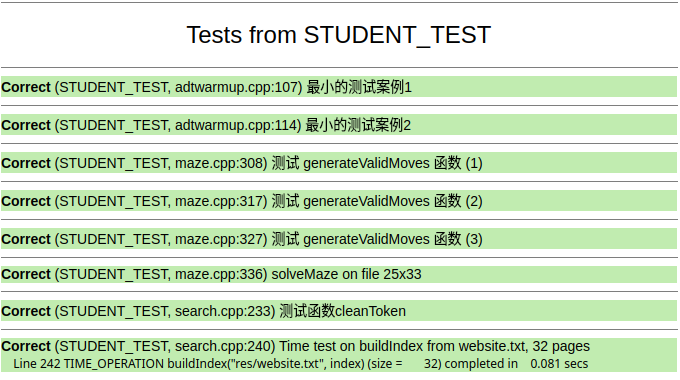 Tests from STUDENT_TEST
Correct (STUDENT_TEST, adtwarmup.cpp:107) 最小的测试案例1
Correct (STUDENT_TEST, adtwarmup.cpp:114) 最小的测试案例2
Correct (STUDENT_TEST, maze.cpp:308) 测试 generateValidMoves 函数 (1)
Correct (STUDENT_TEST, maze.cpp:317) 测试 generateValidMoves 函数 (2)
Correct (STUDENT_TEST, maze.cpp:327) 测试 generateValidMoves 函数 (3)
Correct (STUDENT_TEST, maze.cpp:336) solveMaze on file 25x33
Correct (STUDENT_TEST, search.cpp:233) 测试函数cleanToken
Correct (STUDENT_TEST, search.cpp:240) Time test on buildIndex from website.txt, 32 pages
Line 242 TIME_OPERATION buildIndex("res/website.txt", index) (size = 32) completed in 0.081 secs